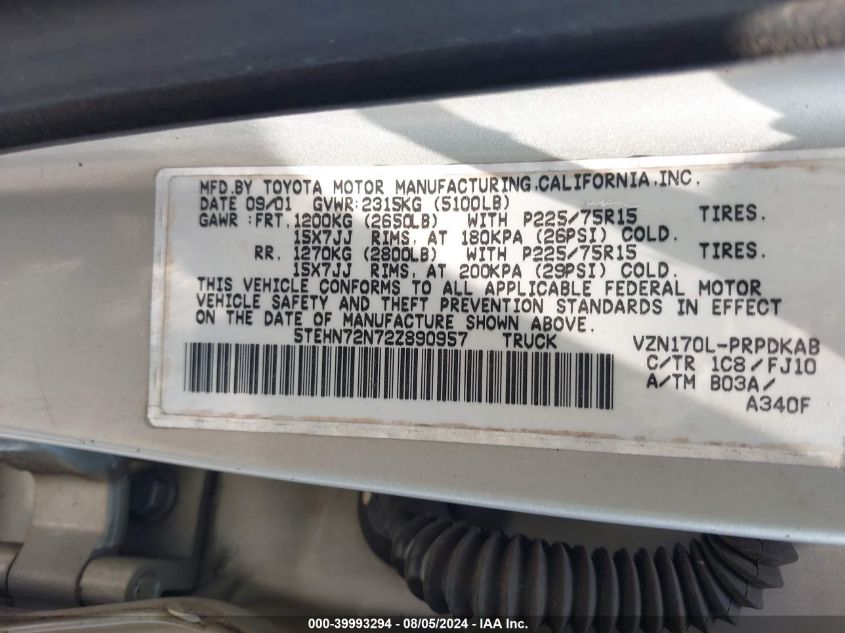 MFD.BY TOYOTA MOTOR MANUFACTURING,CALIFORNIA,INC.
DATE 09/01 GVWR:2315KG (5100LB)
GAWR :FRT.1200KG (2650LB) WITH P225/75R15 TIRES.
15X7JJ RIMS, AT 180KPA (26PSI) COLD.
RR. 1270KG (2800LB) WITH P225/75R15 TIRES.
15X7JJ RIMS, AT 200KPA (29PSI) COLD.
THIS VEHICLE CONFORMS TO ALL APPLICABLE FEDERAL MOTOR
VEHICLE SAFETY AND THEFT PREVENTION STANDARDS IN EFFECT
ON THE DATE OF MANUFACTURE SHOWN ABOVE.
5TEHN72N72Z890957 TRUCK VZN170L-PRPDKAB
C/TR 1C8/FJ10
A/TM B03A/
A340F
000-39993294 - 08/05/2024 - IAA Inc.